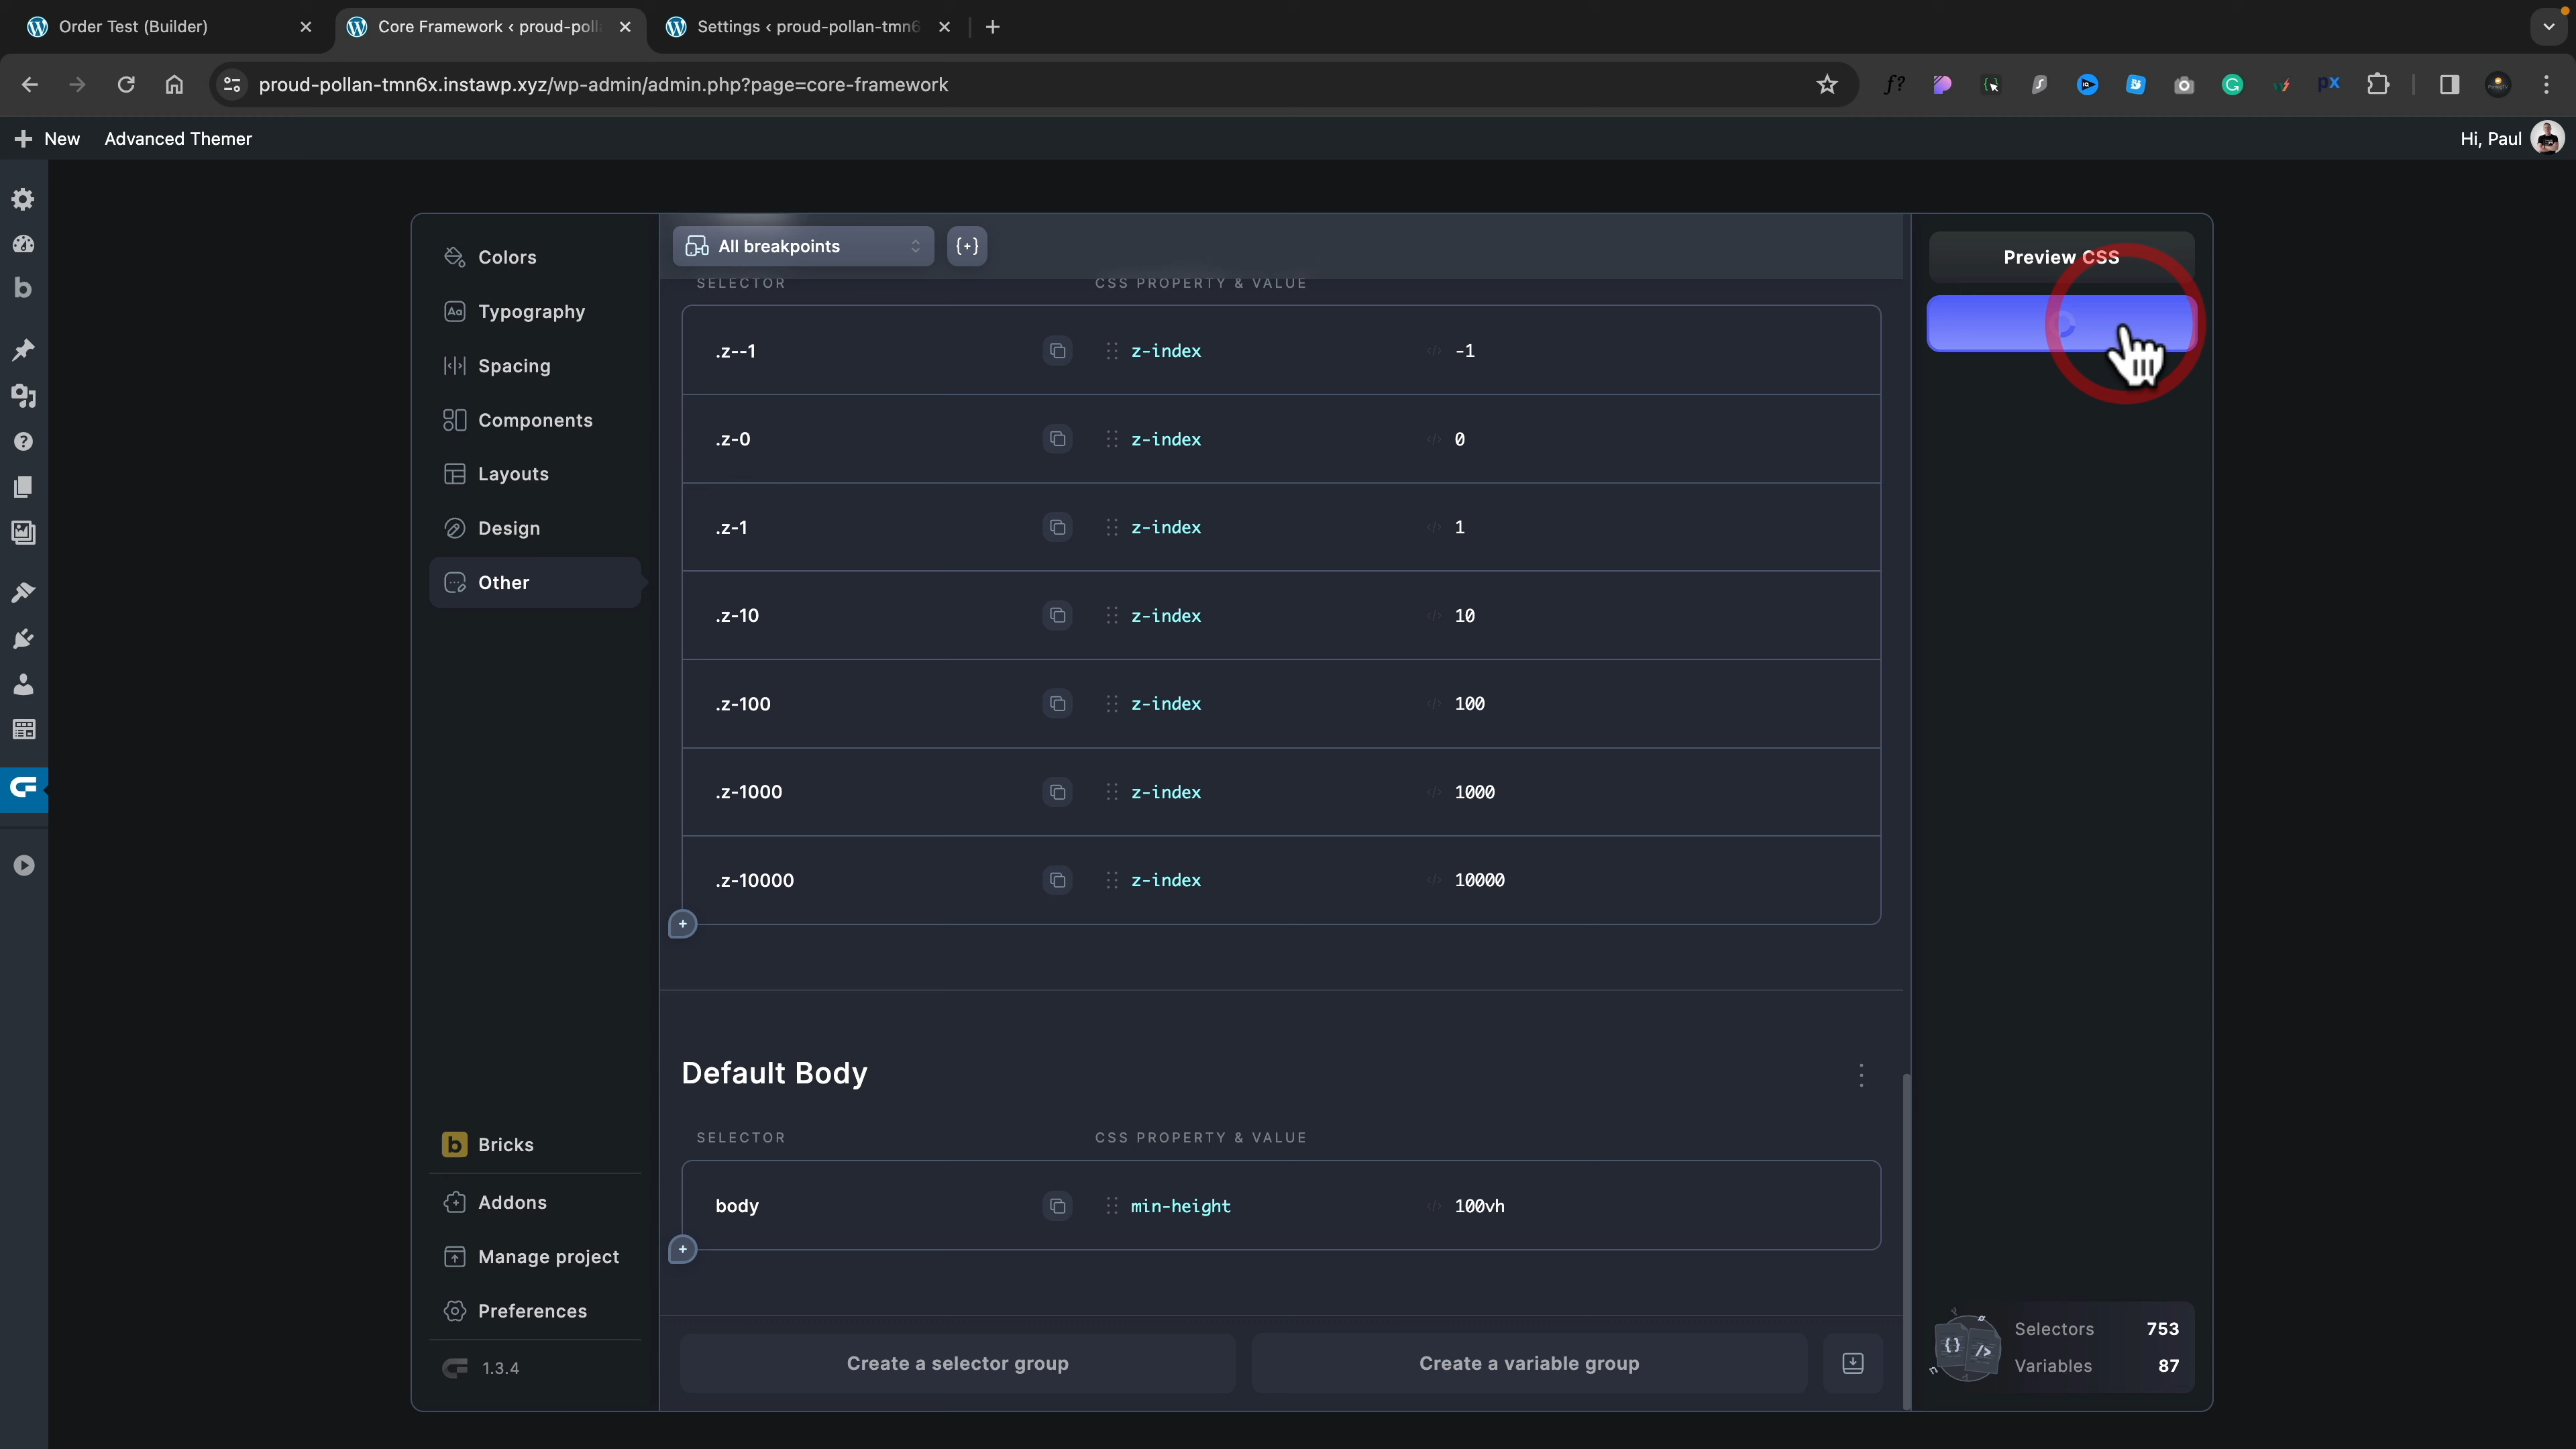 Order Test (Builder)
Core Framework ‹ proud-poll
Settings ‹ proud-pollan-tmn6
proud-pollan-tmn6x.instawp.xyz/wp-admin/admin.php?page=core-framework
New
Advanced Themer
Hi, Paul
Colors
Typography
Spacing
Components
Layouts
Design
Other
Bricks
Addons
Manage project
Preferences
1.3.4
All breakpoints
{+}
SELECTOR
CSS PROPERTY & VALUE
.z--1
z-index
-1
.z-0
z-index
0
.z-1
z-index
1
.z-10
z-index
10
.z-100
z-index
100
.z-1000
z-index
1000
.z-10000
z-index
10000
Default Body
SELECTOR
CSS PROPERTY & VALUE
body
min-height
100vh
Create a selector group
Create a variable group
Preview CSS
Selectors 753
Variables 87